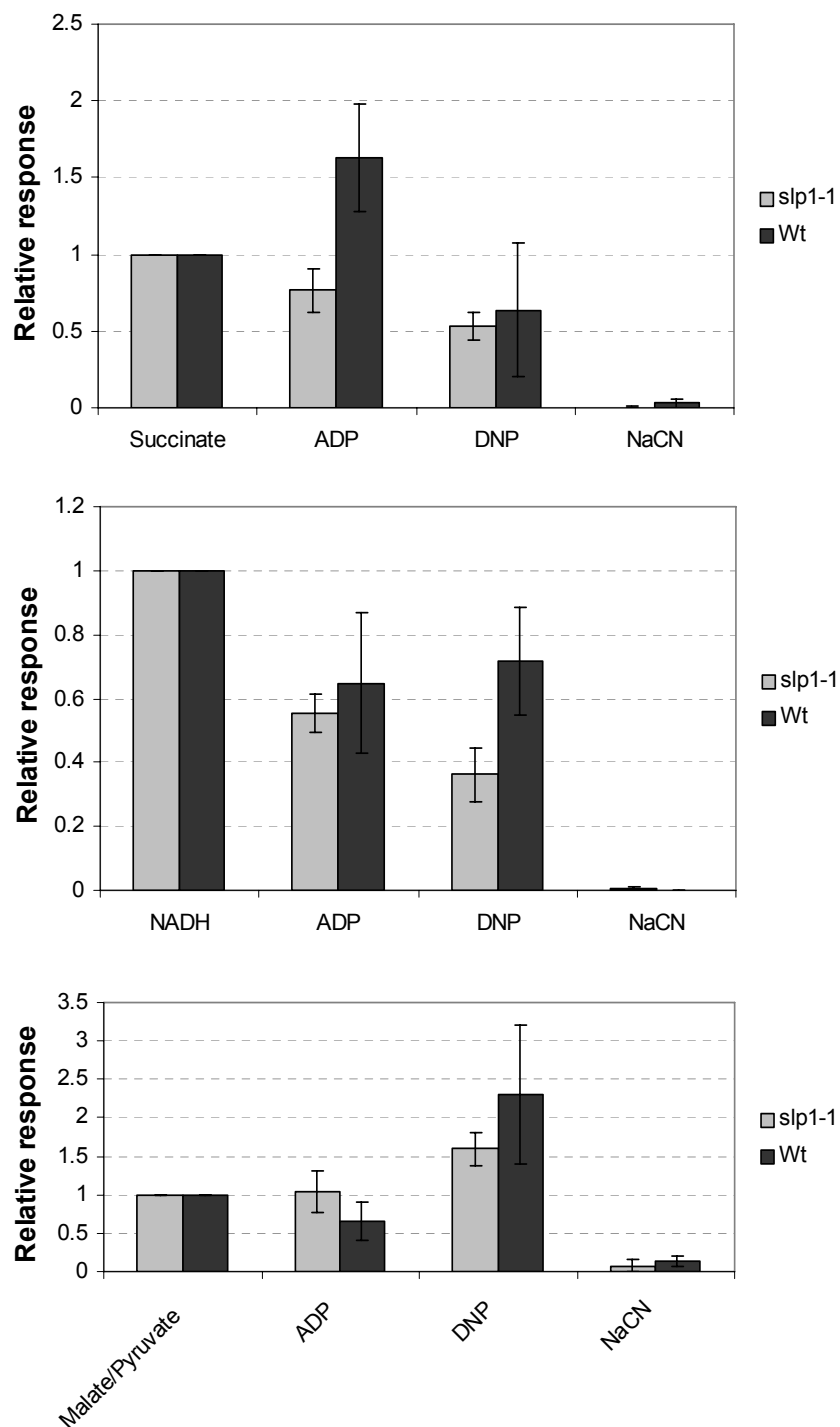 2.5
2
1.5
1
0.5
0
Relative response
Succinate ADP DNP NaCN
slp1-1
Wt
1.2
1
0.8
0.6
0.4
0.2
0
Relative response
NADH ADP DNP NaCN
slp1-1
Wt
3.5
3
2.5
2
1.5
1
0.5
0
Relative response
Malate/Pyruvate ADP DNP NaCN
slp1-1
Wt